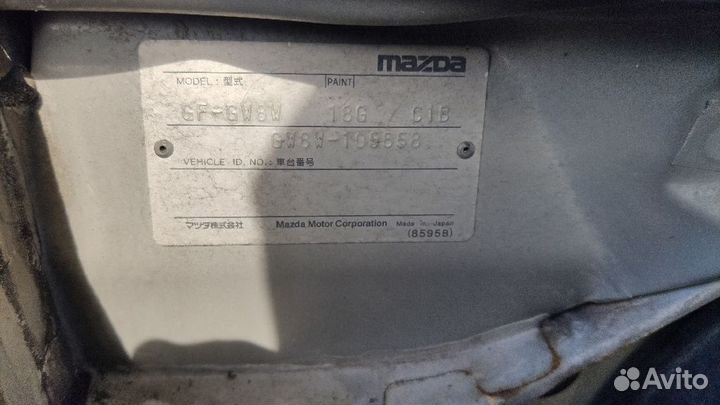 mazda
MODEL : 型式 PAINT
GF-GW8W 18G / C1B
GW8W-109858
VEHICLE ID. NO.: 車台番号
マツダ株式会社 Mazda Motor Corporation Made in Japan
(85958)
Avito